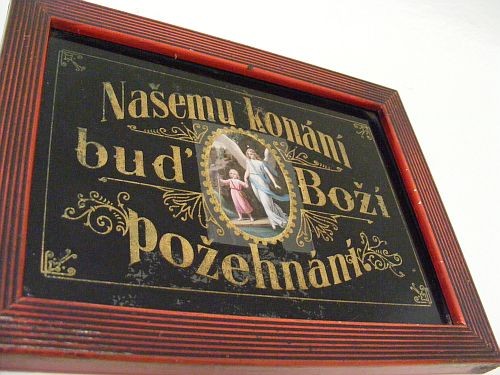 Našemu konání
buď Boží
požehnání